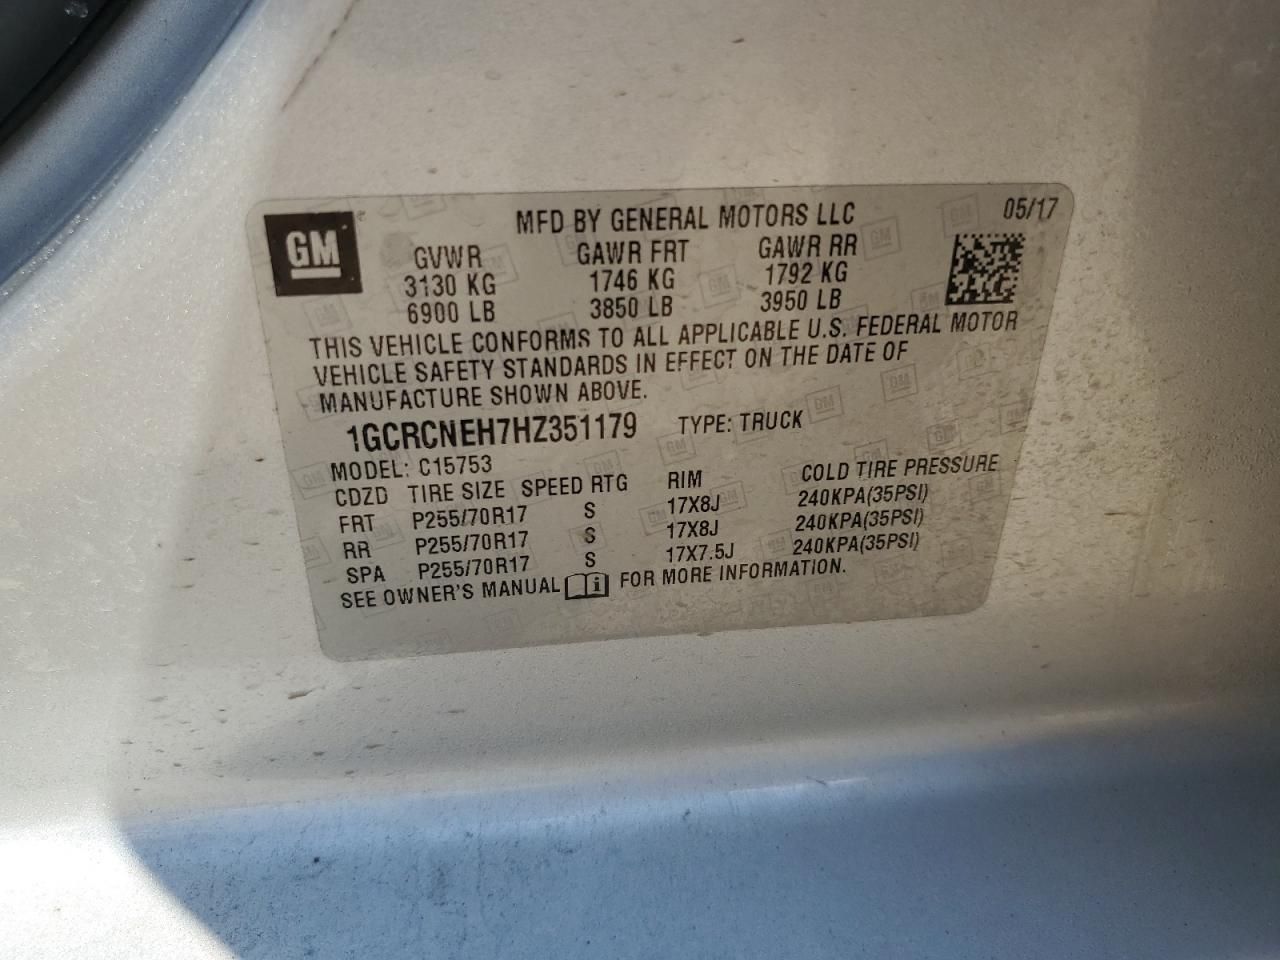 GM
MFD BY GENERAL MOTORS LLC 05/17
GVWR GAWR FRT GAWR RR
3130 KG 1746 KG 1792 KG
6900 LB 3850 LB 3950 LB
THIS VEHICLE CONFORMS TO ALL APPLICABLE U.S. FEDERAL MOTOR
VEHICLE SAFETY STANDARDS IN EFFECT ON THE DATE OF
MANUFACTURE SHOWN ABOVE.
1GCRCNEH7HZ351179 TYPE: TRUCK
MODEL: C15753
CDZD TIRE SIZE SPEED RTG RIM COLD TIRE PRESSURE
FRT P255/70R17 S 17X8J 240KPA(35PSI)
RR P255/70R17 S 17X8J 240KPA(35PSI)
SPA P255/70R17 S 17X7.5J 240KPA(35PSI)
SEE OWNER'S MANUAL FOR MORE INFORMATION.